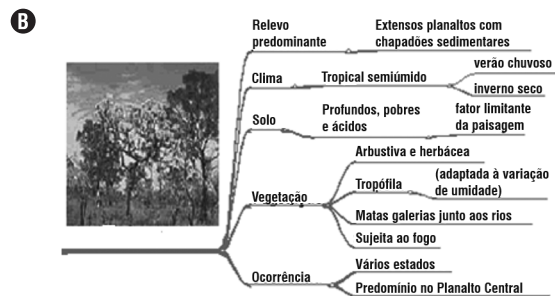 B
Relevo
predominante
Extensos planaltos com
chapadões sedimentares
Clima
Tropical semiúmido
verão chuvoso
inverno seco
Solo
Profundos, pobres
e ácidos
fator limitante
da paisagem
Vegetação
Arbustiva e herbácea
Tropófila
(adaptada à variação
de umidade)
Matas galerias junto aos rios
Sujeita ao fogo
Ocorrência
Vários estados
Predomínio no Planalto Central